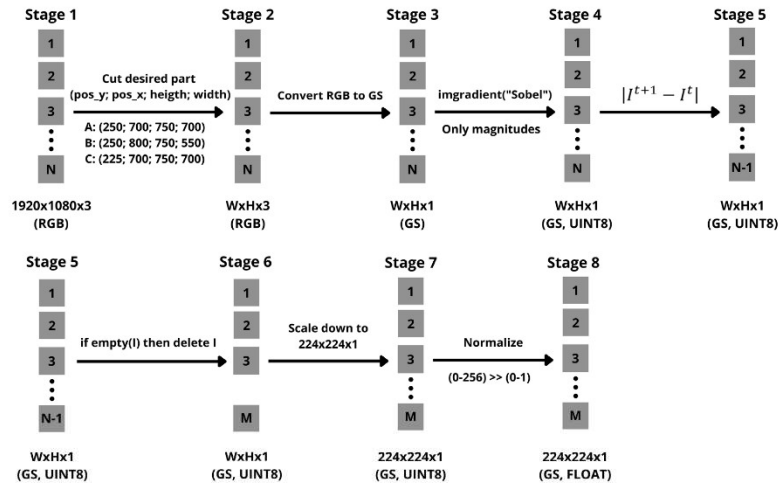 Stage 1
Stage 2
Stage 3
Stage 4
Stage 5
1
2
3
N
Cut desired part
(pos_y; pos_x; heigth; width)
A: (250; 700; 750; 700)
B: (250; 800; 750; 550)
C: (225; 700; 750; 700)
1
2
3
N
Convert RGB to GS
1
2
3
N
imgradient("Sobel")
Only magnitudes
1
2
3
N
|I^{t+1} − I^t|
1
2
3
N-1
1920x1080x3
(RGB)
WxHx3
(RGB)
WxHx1
(GS)
WxHx1
(GS, UINT8)
WxHx1
(GS, UINT8)
Stage 5
Stage 6
Stage 7
Stage 8
1
2
3
N-1
if empty(I) then delete I
1
2
3
M
Scale down to
224x224x1
1
2
3
M
Normalize
(0-256) >> (0-1)
1
2
3
M
WxHx1
(GS, UINT8)
WxHx1
(GS, UINT8)
224x224x1
(GS, UINT8)
224x224x1
(GS, FLOAT)